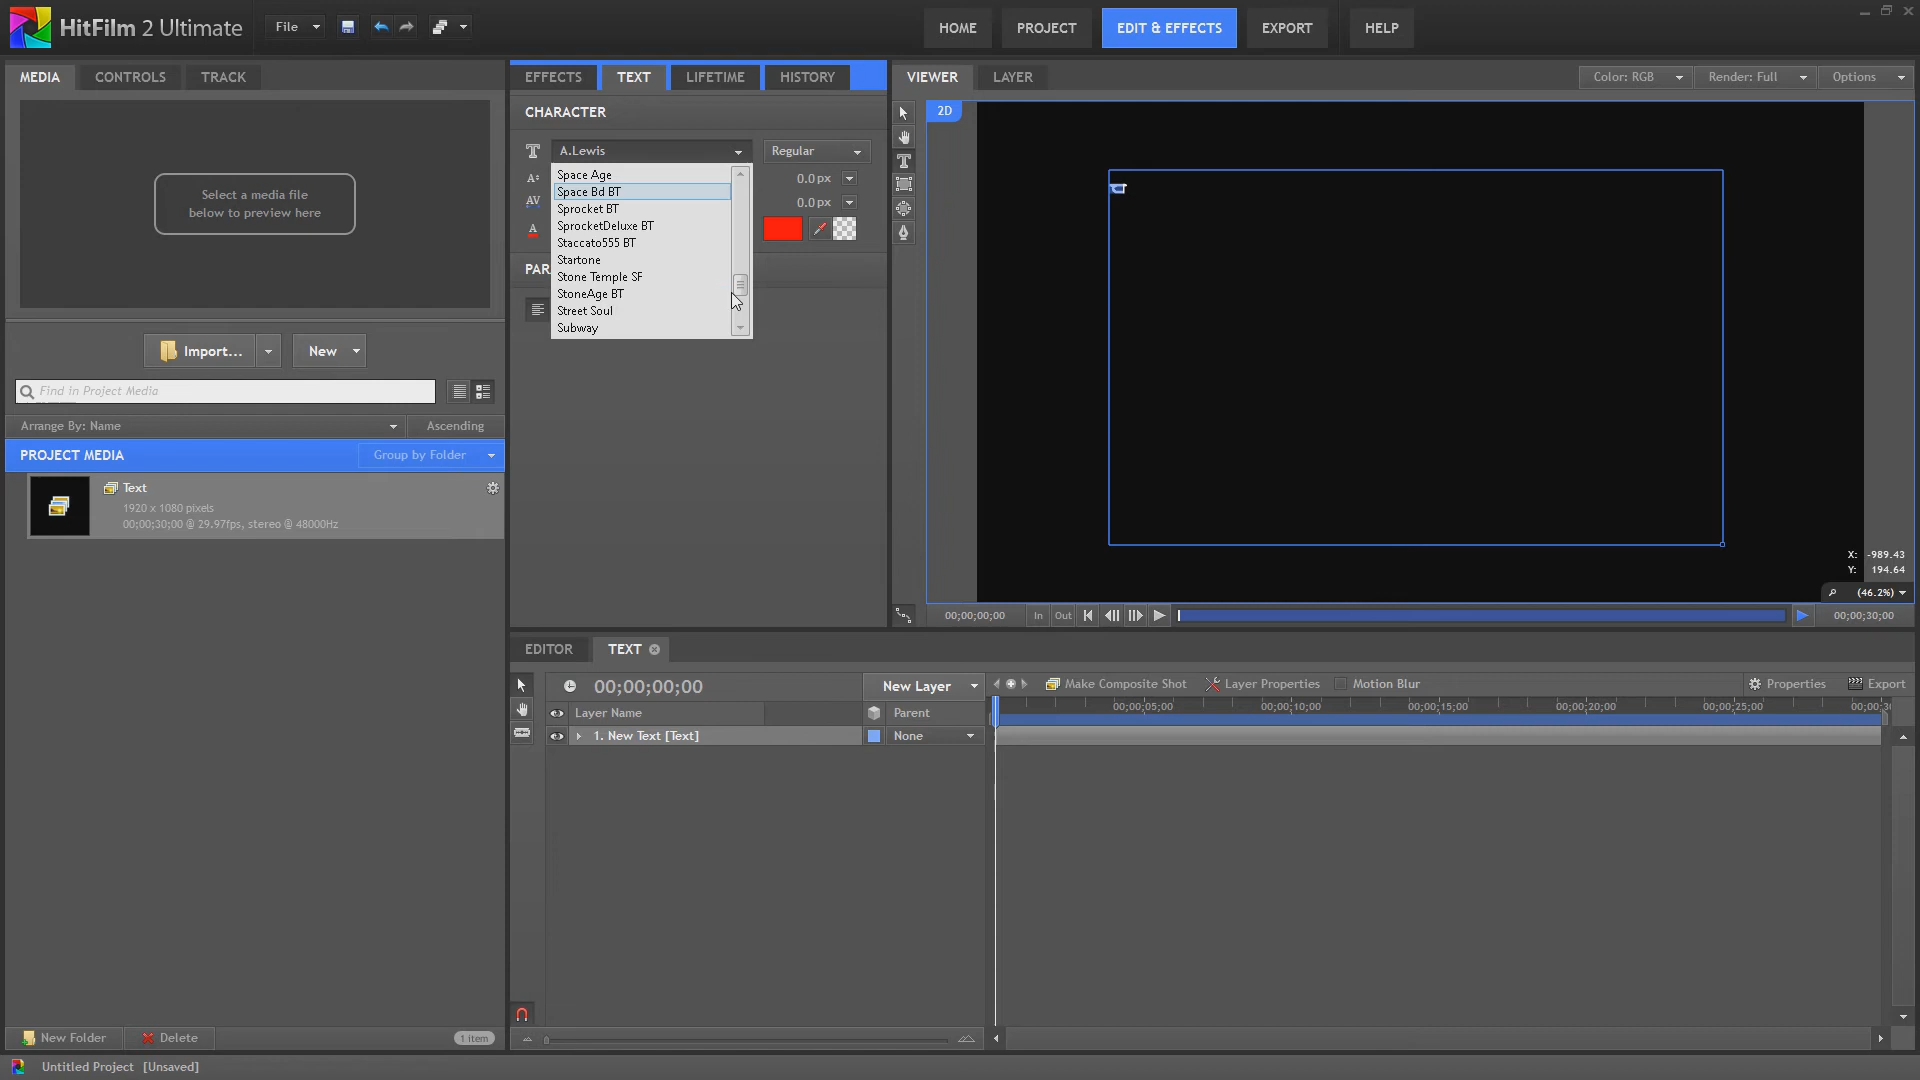 HitFilm 2 Ultimate
File
HOME
PROJECT
EDIT & EFFECTS
EXPORT
HELP
MEDIA
CONTROLS
TRACK
Select a media file
below to preview here
Import...
New
Find in Project Media
Arrange By: Name
Ascending
PROJECT MEDIA
Group by Folder
Text
1920 x 1080 pixels
00;00;30;00 @ 29.97fps, stereo @ 48000Hz
New Folder
Delete
1 item
EFFECTS
TEXT
LIFETIME
HISTORY
CHARACTER
A.Lewis
Regular
Space Age
Space Bd BT
Sprocket BT
SprocketDeluxe BT
Staccato555 BT
Startone
Stone Temple SF
StoneAge BT
Street Soul
Subway
0.0 px
AV
0.0 px
A
PAR
VIEWER
LAYER
Color: RGB
Render: Full
Options
2D
X: -989.43
Y: 194.64
(46.2%)
00;00;00;00
In
Out
00;00;30;00
EDITOR
TEXT
00;00;00;00
New Layer
Make Composite Shot
Layer Properties
Motion Blur
Properties
Export
Layer Name
Parent
00;00;05;00
00;00;10;00
00;00;15;00
00;00;20;00
00;00;25;00
1. New Text [Text]
None
Untitled Project [Unsaved]